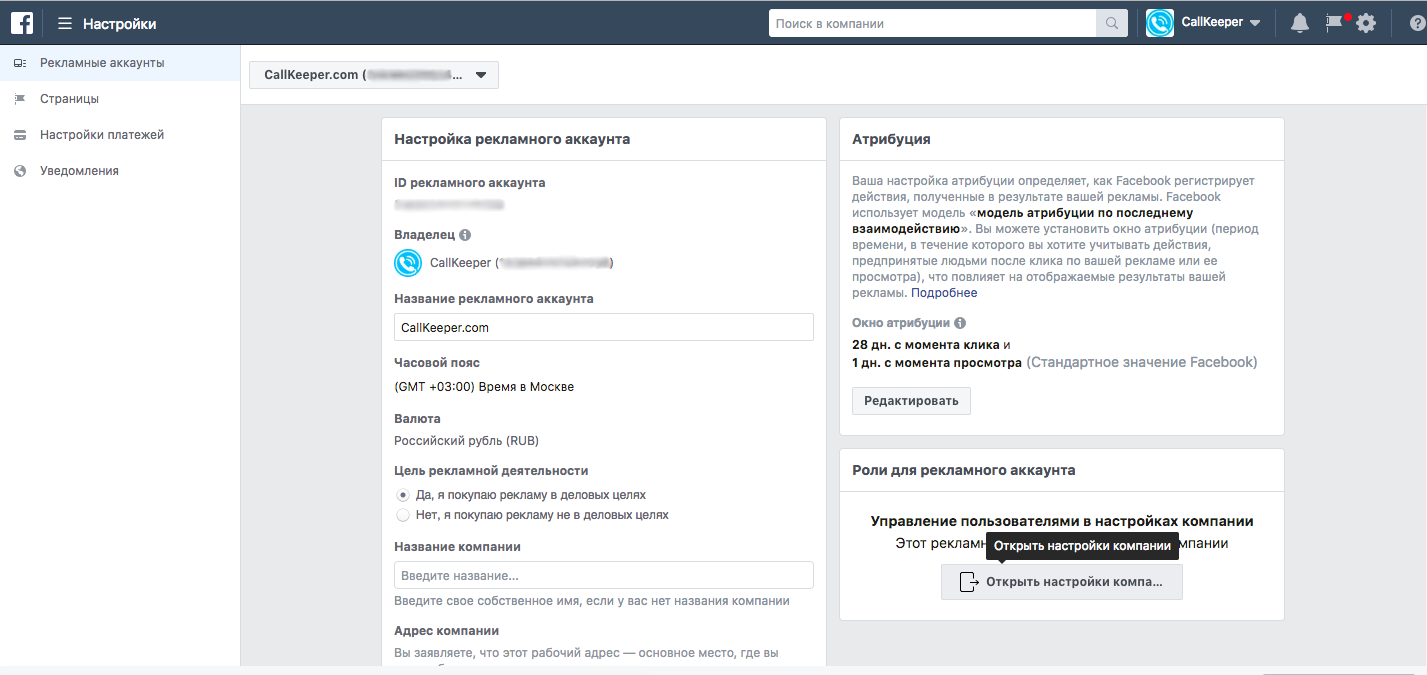 Настройки
Поиск в компании
CallKeeper
Рекламные аккаунты
Страницы
Настройки платежей
Уведомления
CallKeeper.com (
...
Настройка рекламного аккаунта
ID рекламного аккаунта
Владелец
CallKeeper (
)
Название рекламного аккаунта
CallKeeper.com
Часовой пояс
(GMT +03:00) Время в Москве
Валюта
Российский рубль (RUB)
Цель рекламной деятельности
Да, я покупаю рекламу в деловых целях
Нет, я покупаю рекламу не в деловых целях
Название компании
Введите название...
Введите свое собственное имя, если у вас нет названия компании
Адрес компании
Вы заявляете, что этот рабочий адрес — основное место, где вы
Атрибуция
Ваша настройка атрибуции определяет, как Facebook регистрирует
действия, полученные в результате вашей рекламы. Facebook
использует модель «модель атрибуции по последнему
взаимодействию». Вы можете установить окно атрибуции (период
времени, в течение которого вы хотите учитывать действия,
предпринятые людьми после клика по вашей рекламе или ее
просмотра), что повлияет на отображаемые результаты вашей
рекламы. Подробнее
Окно атрибуции
28 дн. с момента клика и
1 дн. с момента просмотра (Стандартное значение Facebook)
Редактировать
Роли для рекламного аккаунта
Управление пользователями в настройках компании
Этот реклам
мпании
Открыть настройки компании
Открыть настройки компа...